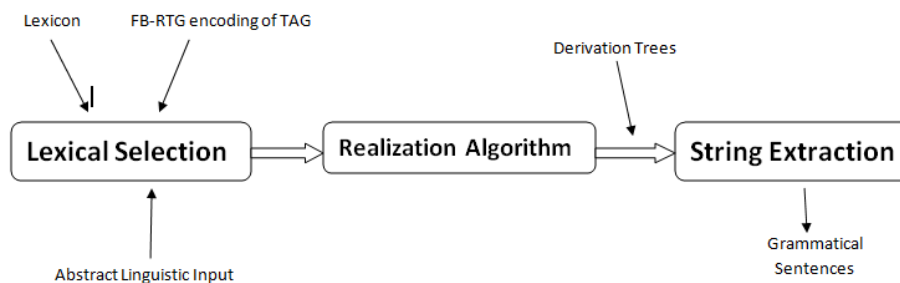 Lexicon
FB-RTG encoding of TAG
Derivation Trees
Lexical Selection
Realization Algorithm
String Extraction
Abstract Linguistic Input
Grammatical
Sentences